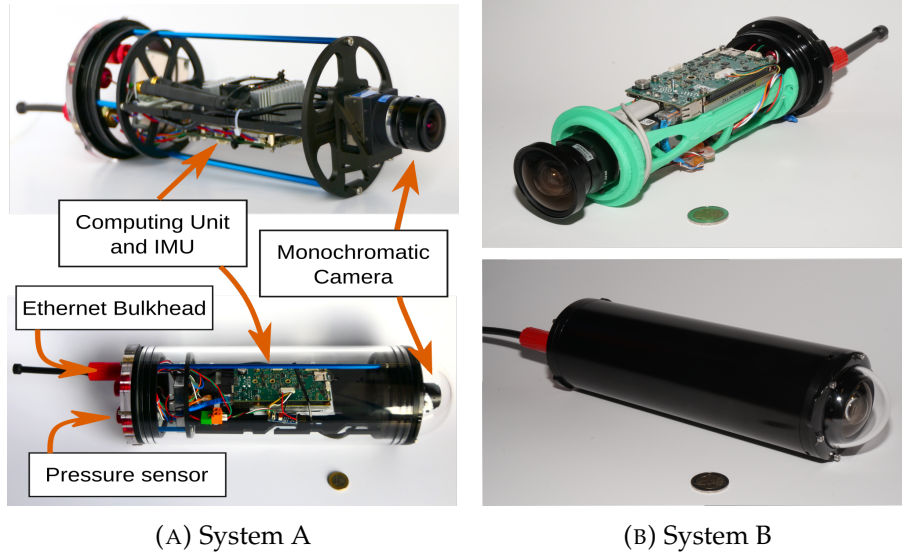 Computing Unit
and IMU
Monochromatic
Camera
Ethernet Bulkhead
Pressure sensor
(A) System A
(B) System B